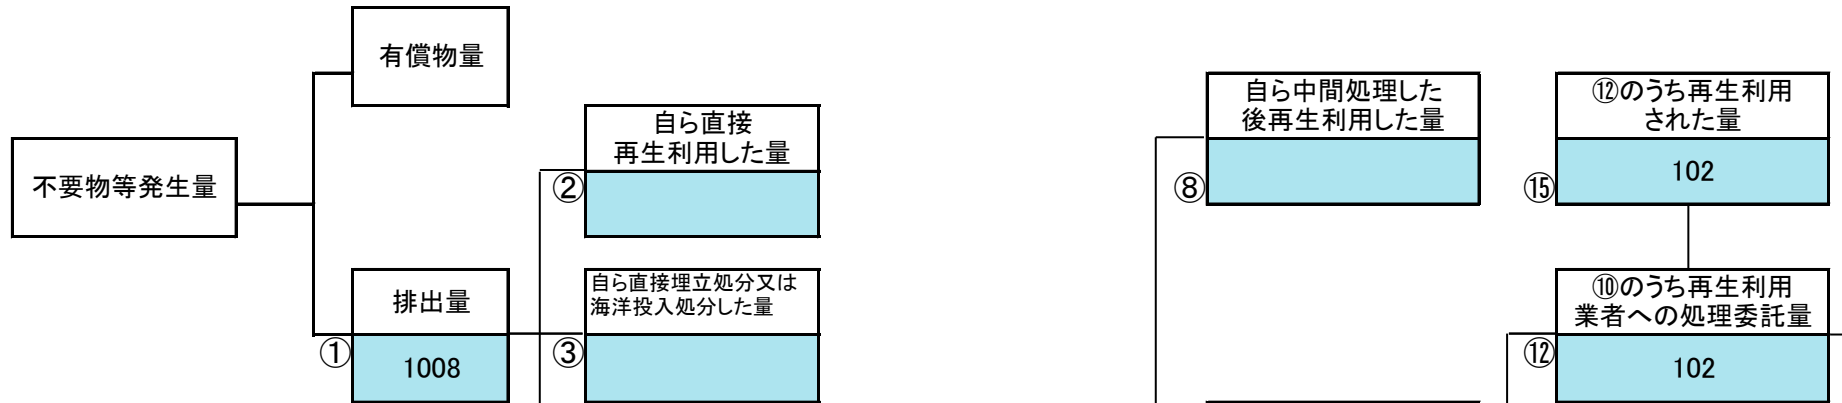 有償物量
不要物等発生量
自ら直接
再生利用した量
②
自ら中間処理した
後再生利用した量
⑧
⑫のうち再生利用
された量
⑮
102
排出量
①
1008
自ら直接埋立処分又は
海洋投入処分した量
③
⑩のうち再生利用
業者への処理委託量
⑫
102